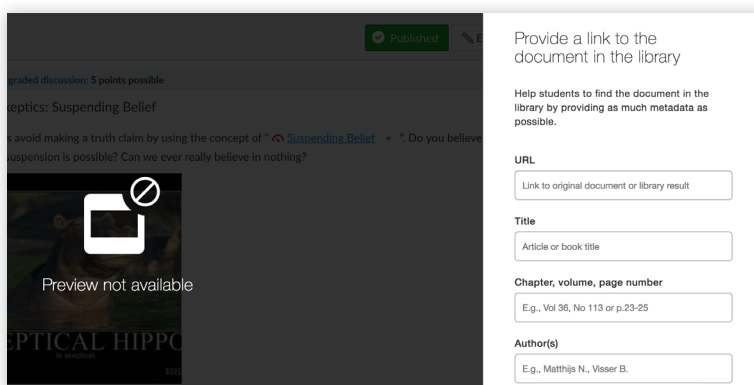 Published
E
graded discussion: 5 points possible
keptics: Suspending Belief
s avoid making a truth claim by using the concept of " Suspending Belief ". Do you believe
suspension is possible? Can we ever really believe in nothing?
Preview not available
EPTICAL HIPPO
is skeptical.
Provide a link to the
document in the library
Help students to find the document in the
library by providing as much metadata as
possible.
URL
Link to original document or library result
Title
Article or book title
Chapter, volume, page number
E.g., Vol 36, No 113 or p.23-25
Author(s)
E.g., Matthijs N., Visser B.